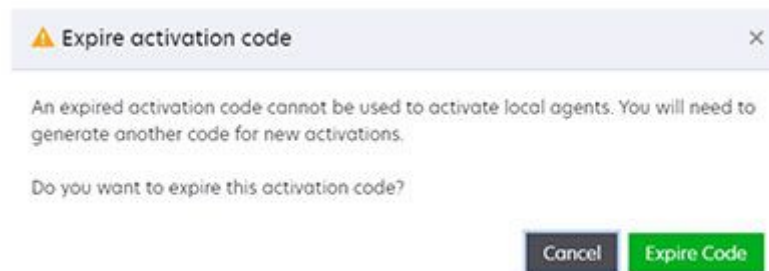 Expire activation code
An expired activation code cannot be used to activate local agents. You will need to
generate another code for new activations.
Do you want to expire this activation code?
Cancel Expire Code